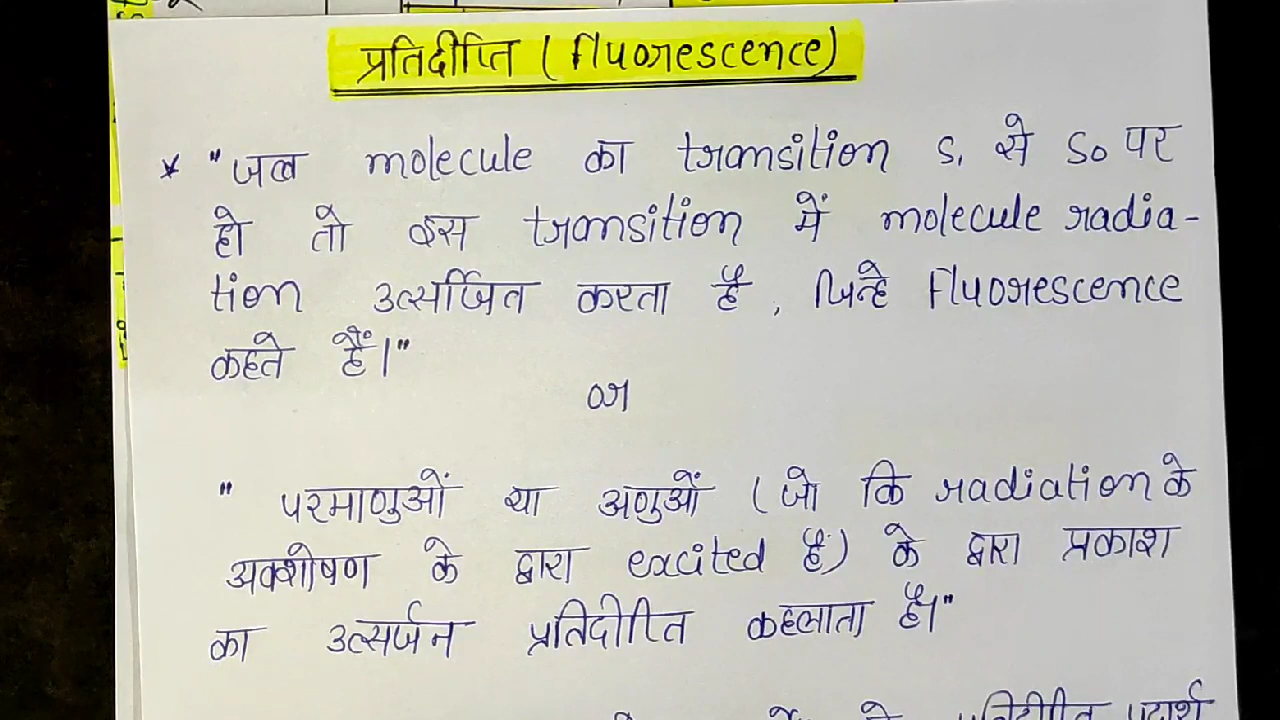 प्रतिदीप्ति (Fluorescence)
* "जब molecule का transition S₁ से S₀ पर
हो तो इस transition में molecule radia-
tion उत्सर्जित करता है, जिन्हे Fluorescence
कहते हैं।"
or
" परमाणुओं या अणुओं (जो कि radiation के
अवशोषण के द्वारा excited है) के द्वारा प्रकाश
का उत्सर्जन प्रतिदीप्ति कहलाता है।"